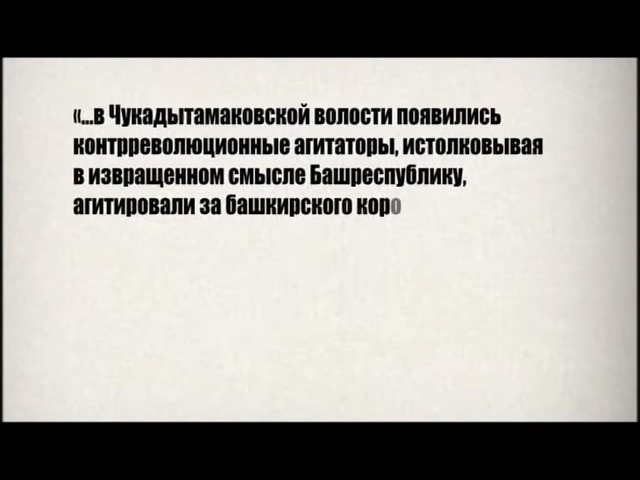 «...в Чукадытамаковской волости появились
контрреволюционные агитаторы, истолковывая
в извращенном смысле Башреспублику,
агитировали за башкирского коро